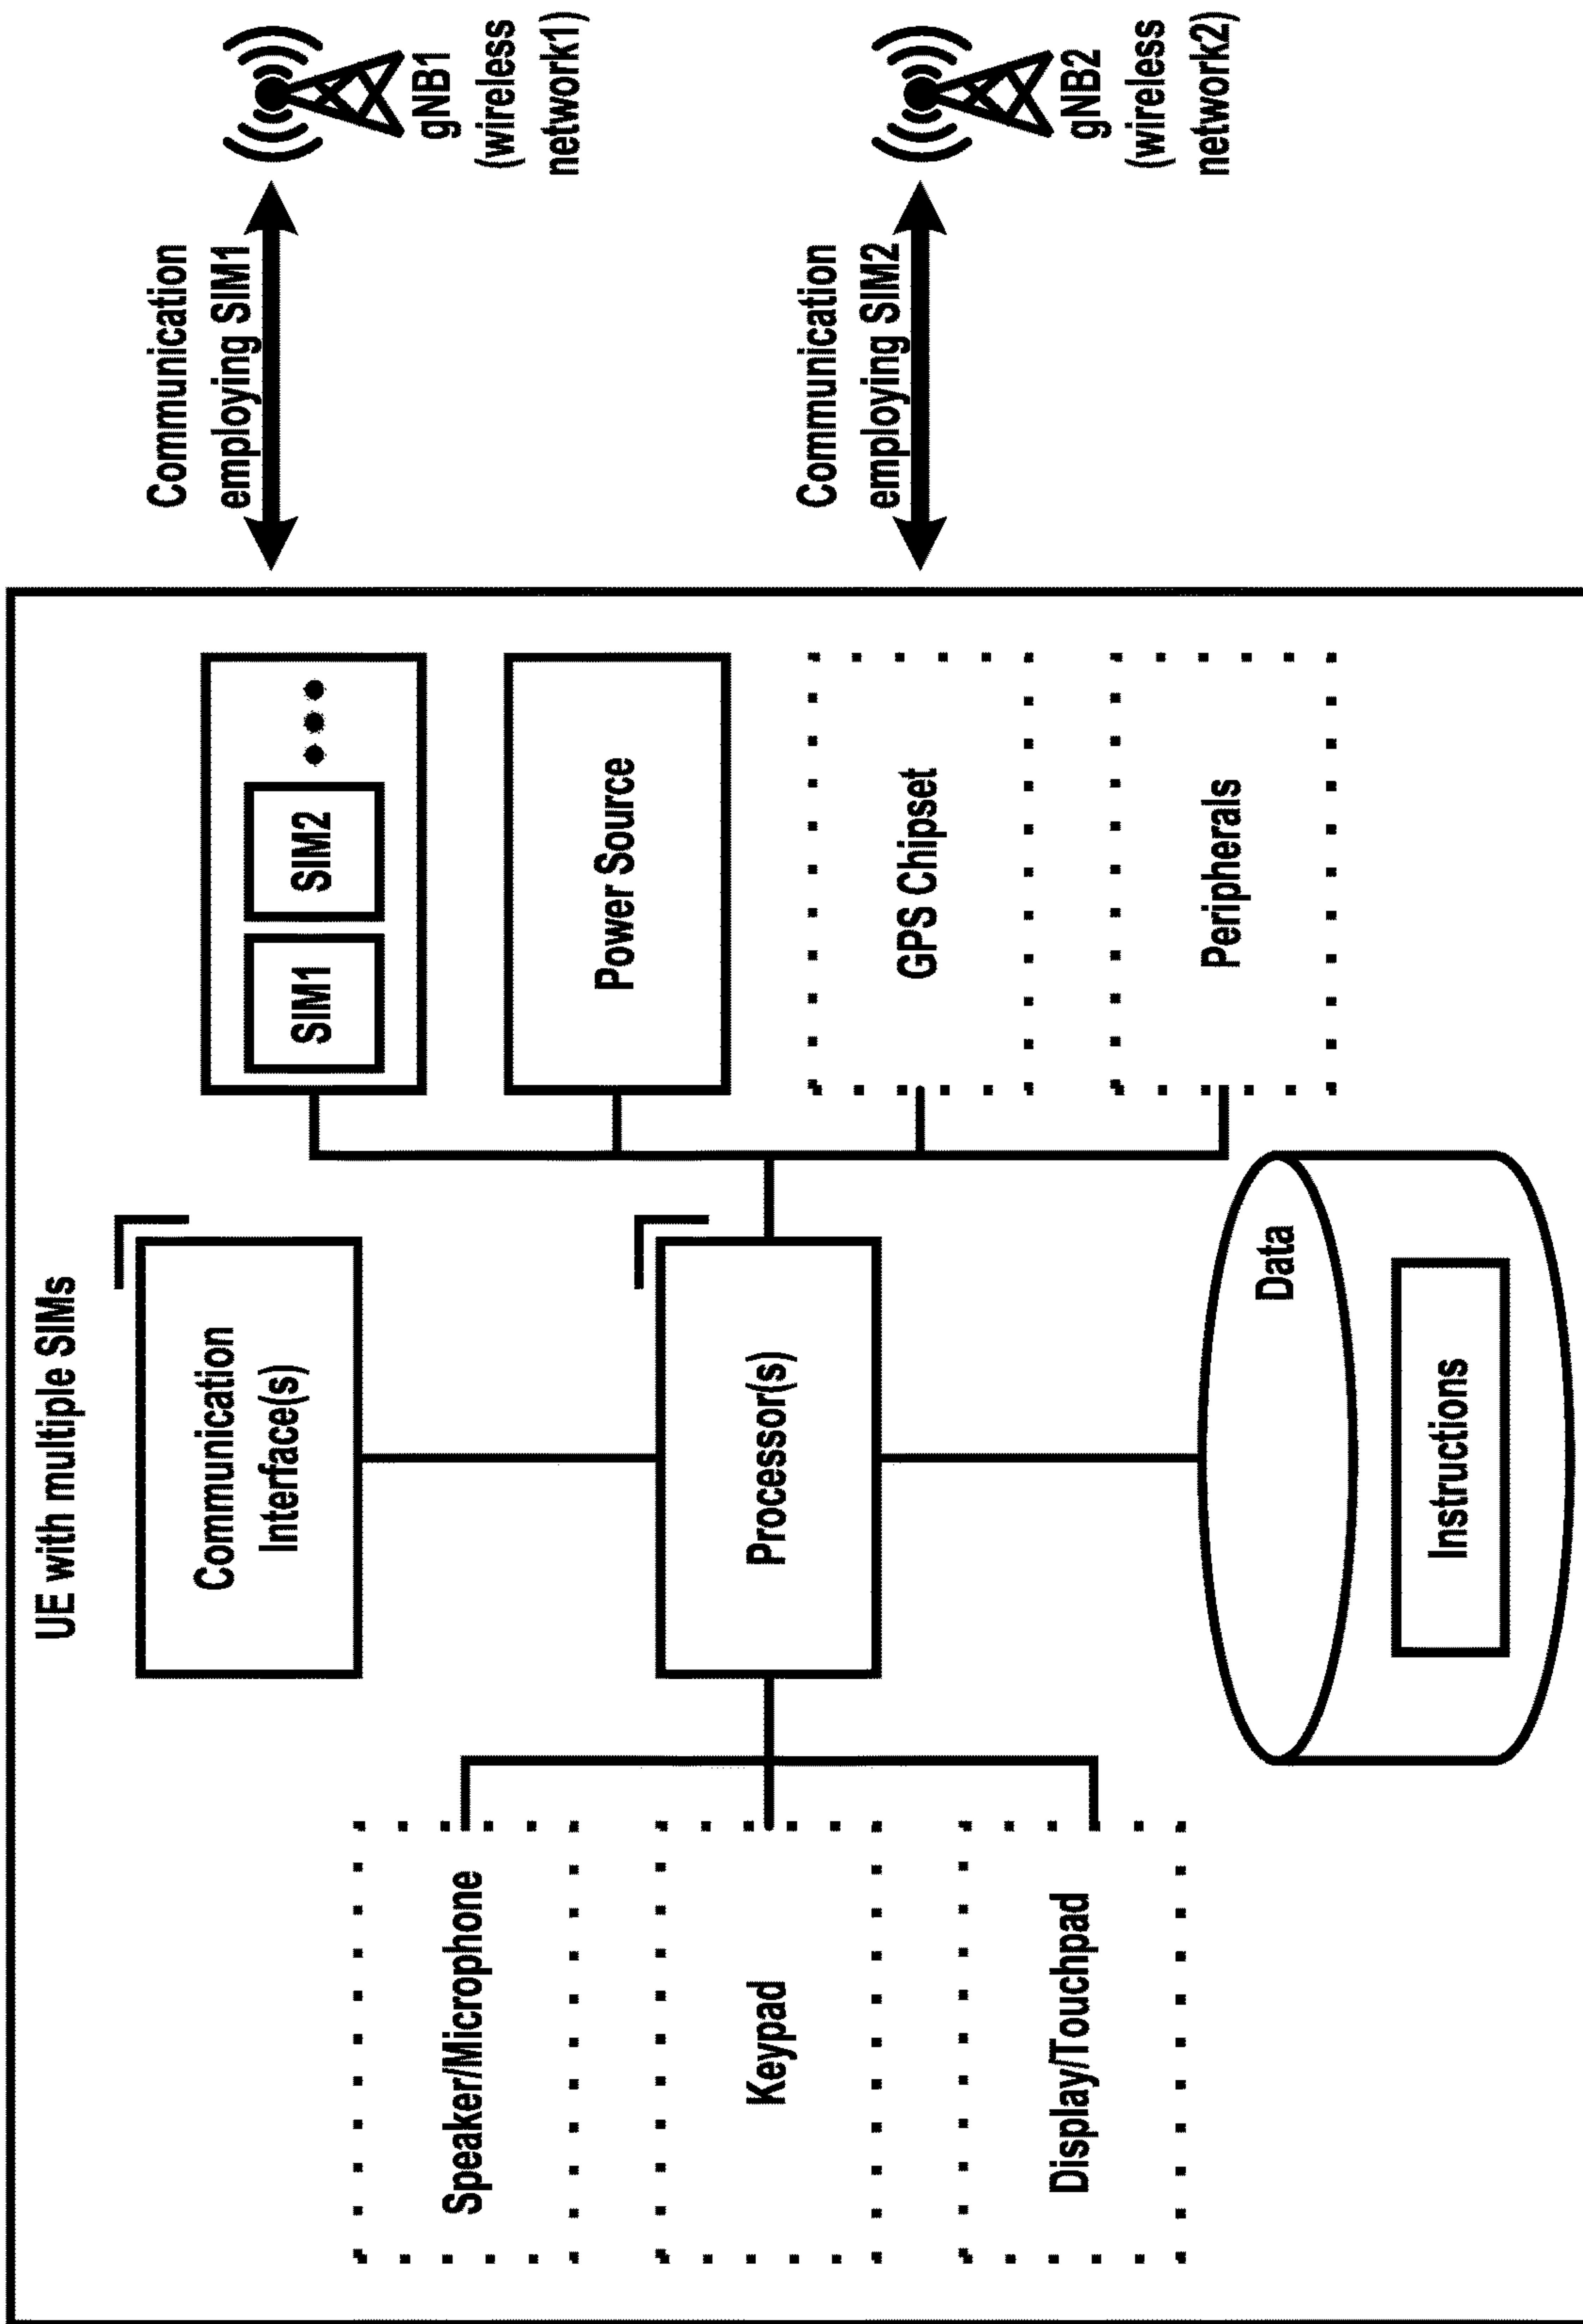 UE with multiple SIMs
Communication
Interface(s)
Speaker/Microphone
Keypad
Display/Touchpad
Processor(s)
Data
Instructions
SIM1
SIM2
Power Source
GPS Chipset
Peripherals
Communication
employing SIM1
gNB1
(wireless
network1)
Communication
employing SIM2
gNB2
(wireless
network2)